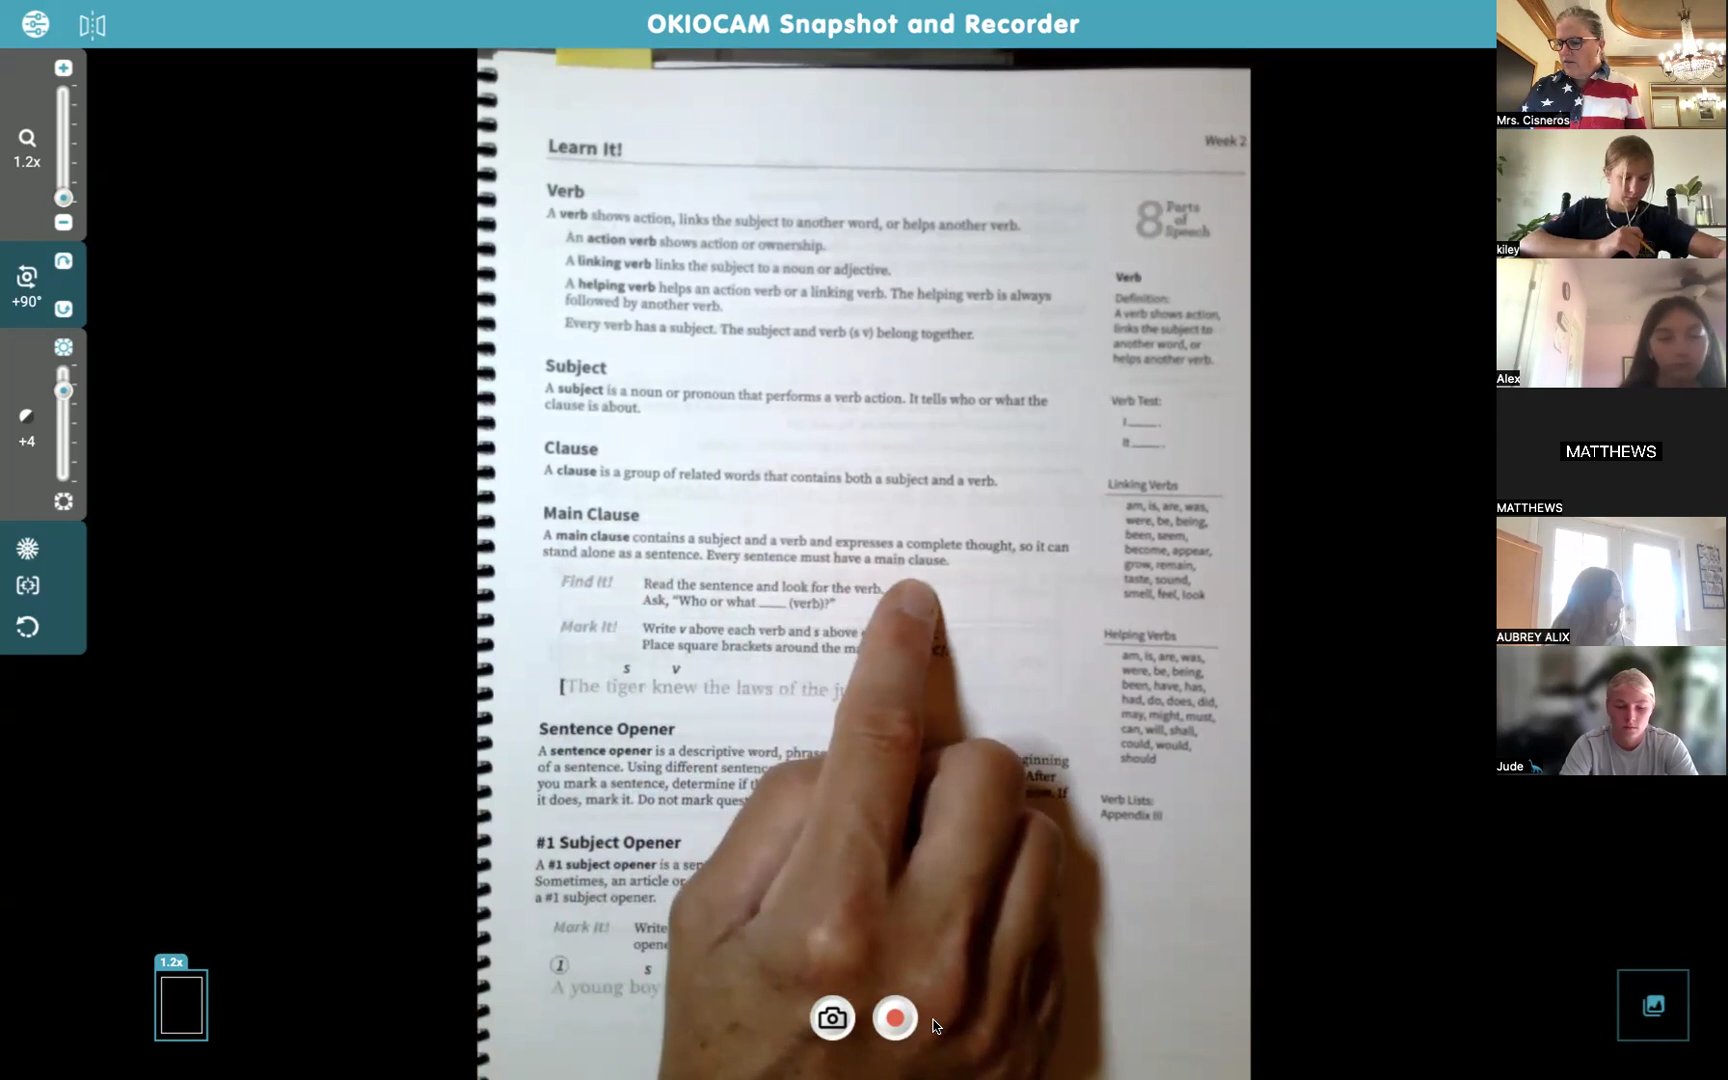 OKIOCAM Snapshot and Recorder
1.2x
+90°
+4
1.2x
Learn It!
Week 2
Verb
A verb shows action, links the subject to another word, or helps another verb.
An action verb shows action or ownership.
A linking verb links the subject to a noun or adjective.
A helping verb helps an action verb or a linking verb. The helping verb is always
followed by another verb.
Every verb has a subject. The subject and verb (s v) belong together.
Subject
A subject is a noun or pronoun that performs a verb action. It tells who or what the
clause is about.
Clause
A clause is a group of related words that contains both a subject and a verb.
Main Clause
A main clause contains a subject and a verb and expresses a complete thought, so it can
stand alone as a sentence. Every sentence must have a main clause.
Find It!
Read the sentence and look for the verb.
Ask, "Who or what ____ (verb)?"
Mark It!
Write v above each verb and s above
Place square brackets around the
s v
[The tiger knew the laws of the
Sentence Opener
A sentence opener is a descriptive word,
of a sentence. Using different
you mark a sentence, determine if
it does, mark it. Do not mark
After
If
#1 Subject Opener
A #1 subject opener is a
Sometimes, an article or
a #1 subject opener.
Mark It!
Write
1
s
A young boy
8 Parts
of
Speech
Verb
Definition:
A verb shows action,
links the subject to
another word, or
helps another verb.
Verb Test:
I ____.
It ____.
Linking Verbs
am, is, are, was,
were, be, being,
been, seem,
become, appear,
grow, remain,
taste, sound,
smell, feel, look
Helping Verbs
am, is, are, was,
were, be, being,
been, have, has,
had, do, does, did,
may, might, must,
can, will, shall,
could, would,
should
Verb Lists:
Appendix III
Mrs. Cisneros
kiley
Alex
MATTHEWS
MATTHEWS
AUBREY ALIX
Jude